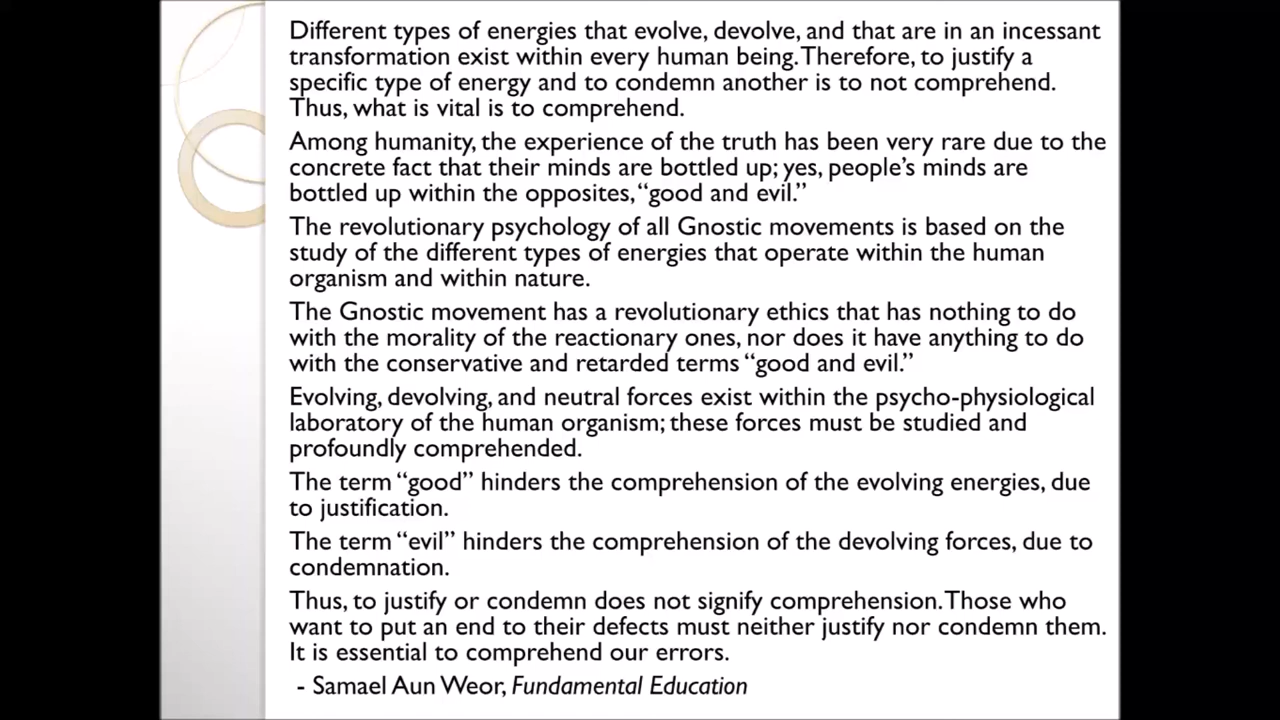 Different types of energies that evolve, devolve, and that are in an incessant
transformation exist within every human being. Therefore, to justify a
specific type of energy and to condemn another is to not comprehend.
Thus, what is vital is to comprehend.
Among humanity, the experience of the truth has been very rare due to the
concrete fact that their minds are bottled up; yes, people's minds are
bottled up within the opposites, “good and evil.”
The revolutionary psychology of all Gnostic movements is based on the
study of the different types of energies that operate within the human
organism and within nature.
The Gnostic movement has a revolutionary ethics that has nothing to do
with the morality of the reactionary ones, nor does it have anything to do
with the conservative and retarded terms “good and evil.”
Evolving, devolving, and neutral forces exist within the psycho-physiological
laboratory of the human organism; these forces must be studied and
profoundly comprehended.
The term “good” hinders the comprehension of the evolving energies, due
to justification.
The term “evil” hinders the comprehension of the devolving forces, due to
condemnation.
Thus, to justify or condemn does not signify comprehension. Those who
want to put an end to their defects must neither justify nor condemn them.
It is essential to comprehend our errors.
- Samael Aun Weor, Fundamental Education